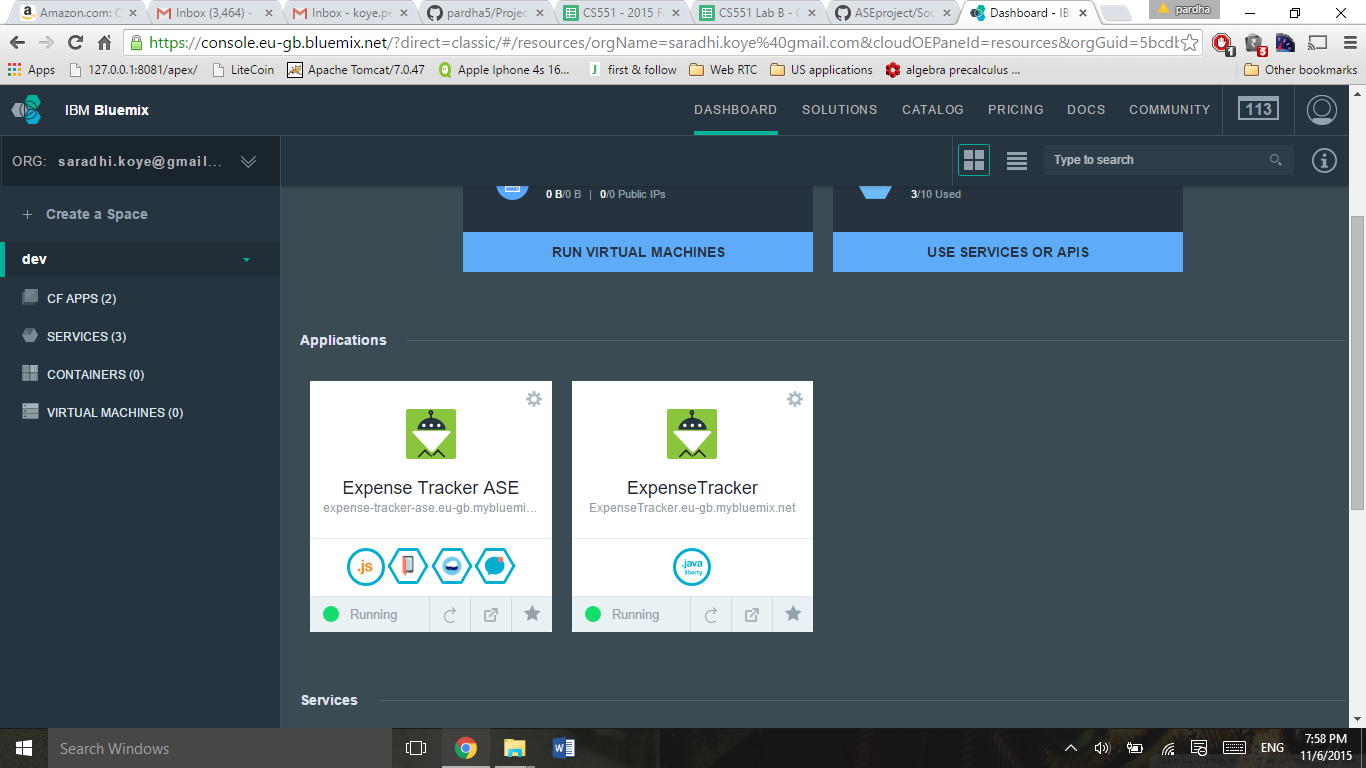 Amazon.com: C
Inbox (3,464) -
Inbox - koye.pe
pardha5/Projec
CS551 - 2015 F
CS551 Lab B - 
ASEproject/Sou
Dashboard - IB
pardha
https://console.eu-gb.bluemix.net/?direct=classic/#/resources/orgName=saradhi.koye%40gmail.com&cloudOEPaneId=resources&orgGuid=5bcdb
1
5
Apps
127.0.0.1:8081/apex/
LiteCoin
Apache Tomcat/7.0.47
Apple Iphone 4s 16...
first & follow
Web RTC
US applications
algebra precalculus ...
Other bookmarks
IBM Bluemix
DASHBOARD
SOLUTIONS
CATALOG
PRICING
DOCS
COMMUNITY
113
ORG: saradhi.koye@gmail...
Type to search
+ Create a Space
0 B/0 B | 0/0 Public IPs
3/10 Used
RUN VIRTUAL MACHINES
USE SERVICES OR APIS
dev
CF APPS (2)
SERVICES (3)
CONTAINERS (0)
VIRTUAL MACHINES (0)
Applications
Expense Tracker ASE
expense-tracker-ase.eu-gb.mybluemi...
.js
Running
ExpenseTracker
ExpenseTracker.eu-gb.mybluemix.net
.java
liberty
Running
Services
Search Windows
ENG
7:58 PM
11/6/2015